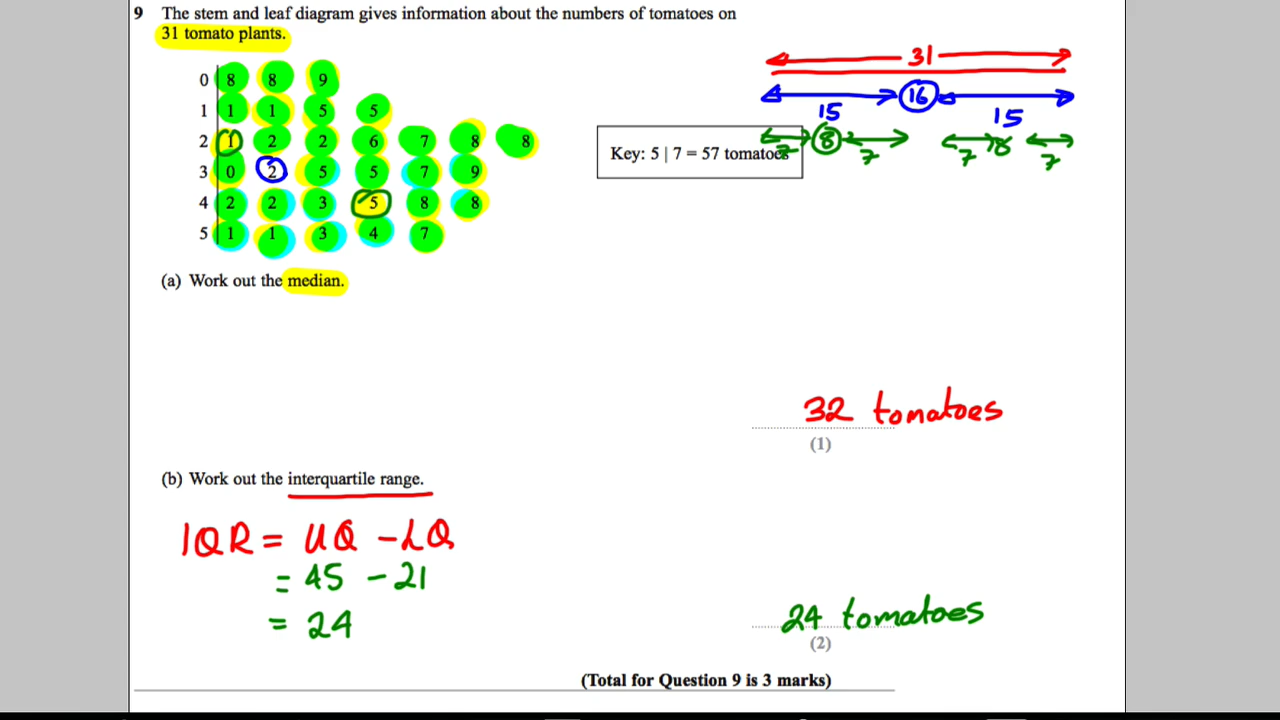 9 The stem and leaf diagram gives information about the numbers of tomatoes on
31 tomato plants.
0 | 8 8 9
1 | 1 1 5 5
2 | 1 2 2 6 7 8 8
3 | 0 2 5 5 7 9
4 | 2 2 3 5 8 8
5 | 1 1 3 4 7
31
16
15 15
7 8 7 7 8 7
Key: 5 | 7 = 57 tomatoes
(a) Work out the median.
32 tomatoes
(1)
(b) Work out the interquartile range.
IQR = UQ - LQ
= 45 - 21
= 24
24 tomatoes
(2)
(Total for Question 9 is 3 marks)